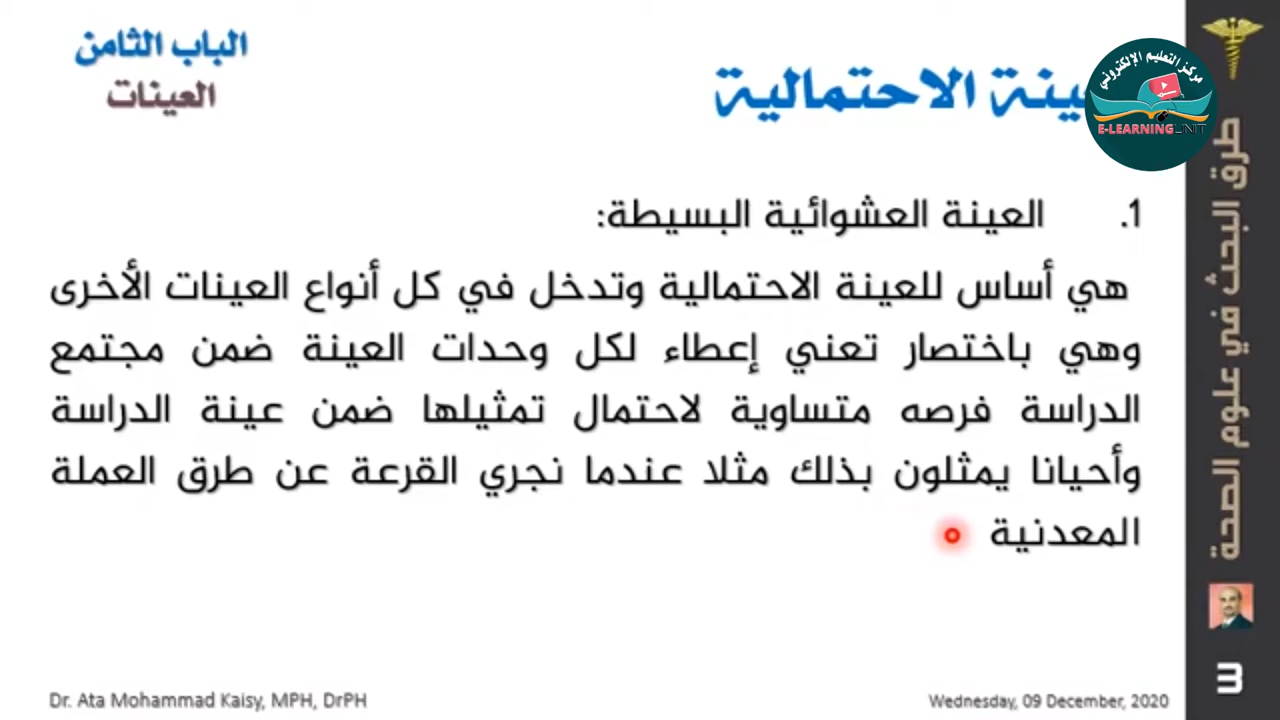 الباب الثامن
العينات
الاحتمالية
مركز التعليم الإلكتروني
E-LEARNING UNIT
1. العينة العشوائية البسيطة:
هي أساس للعينة الاحتمالية وتدخل في كل أنواع العينات الأخرى
وهي باختصار تعني إعطاء لكل وحدات العينة ضمن مجتمع
الدراسة فرصه متساوية لاحتمال تمثيلها ضمن عينة الدراسة
وأحيانا يمثلون بذلك مثلا عندما نجري القرعة عن طرق العملة
المعدنية
طرق البحث في علوم الصحة
3
Dr. Ata Mohammad Kaisy, MPH, DrPH
Wednesday, 09 December, 2020